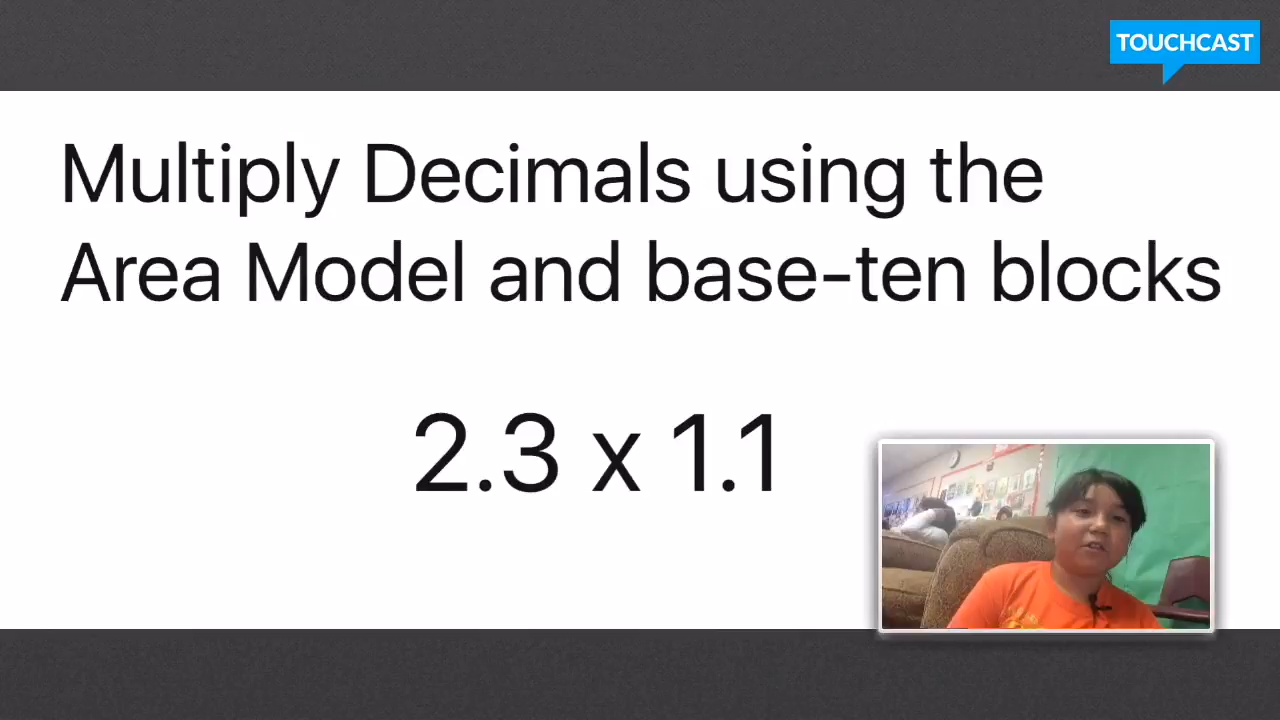 TOUCHCAST
Multiply Decimals using the
Area Model and base-ten blocks
2.3 x 1.1